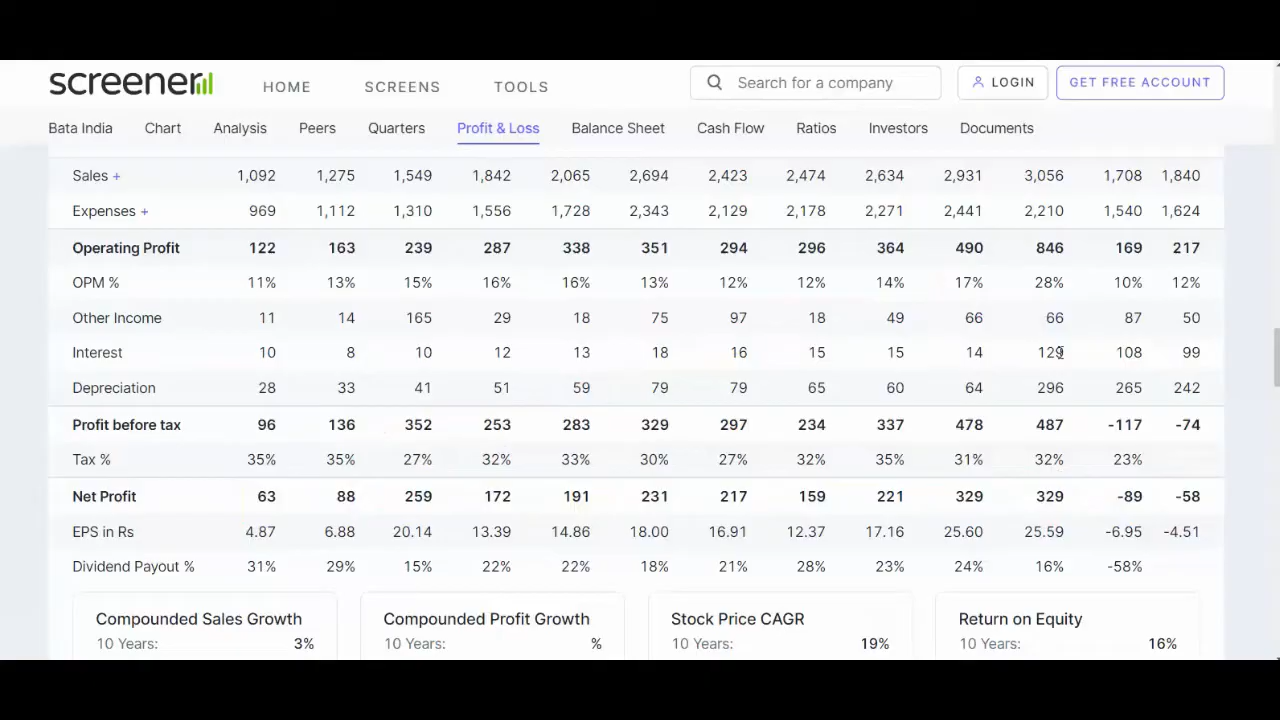 screener HOME SCREENS TOOLS Search for a company LOGIN GET FREE ACCOUNT
Bata India Chart Analysis Peers Quarters Profit & Loss Balance Sheet Cash Flow Ratios Investors Documents
Sales + 1,092 1,275 1,549 1,842 2,065 2,694 2,423 2,474 2,634 2,931 3,056 1,708 1,840
Expenses + 969 1,112 1,310 1,556 1,728 2,343 2,129 2,178 2,271 2,441 2,210 1,540 1,624
Operating Profit 122 163 239 287 338 351 294 296 364 490 846 169 217
OPM % 11% 13% 15% 16% 16% 13% 12% 12% 14% 17% 28% 10% 12%
Other Income 11 14 165 29 18 75 97 18 49 66 66 87 50
Interest 10 8 10 12 13 18 16 15 15 14 129 108 99
Depreciation 28 33 41 51 59 79 79 65 60 64 296 265 242
Profit before tax 96 136 352 253 283 329 297 234 337 478 487 -117 -74
Tax % 35% 35% 27% 32% 33% 30% 27% 32% 35% 31% 32% 23%
Net Profit 63 88 259 172 191 231 217 159 221 329 329 -89 -58
EPS in Rs 4.87 6.88 20.14 13.39 14.86 18.00 16.91 12.37 17.16 25.60 25.59 -6.95 -4.51
Dividend Payout % 31% 29% 15% 22% 22% 18% 21% 28% 23% 24% 16% -58%
Compounded Sales Growth Compounded Profit Growth Stock Price CAGR Return on Equity
10 Years: 3% 10 Years: % 10 Years: 19% 10 Years: 16%